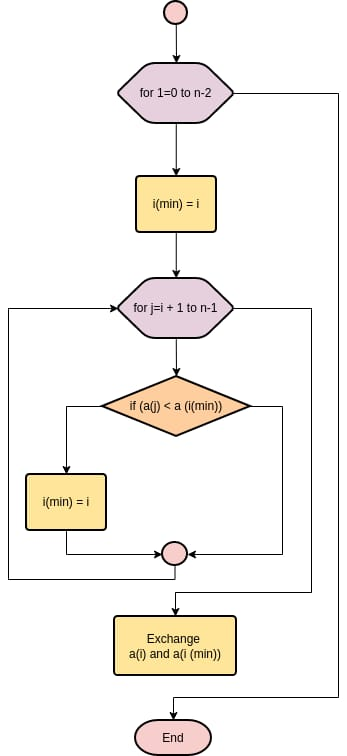 for 1=0 to n-2
i(min) = i
for j=i + 1 to n-1
if (a(j) < a (i(min))
i(min) = i
Exchange
a(i) and a(i (min))
End